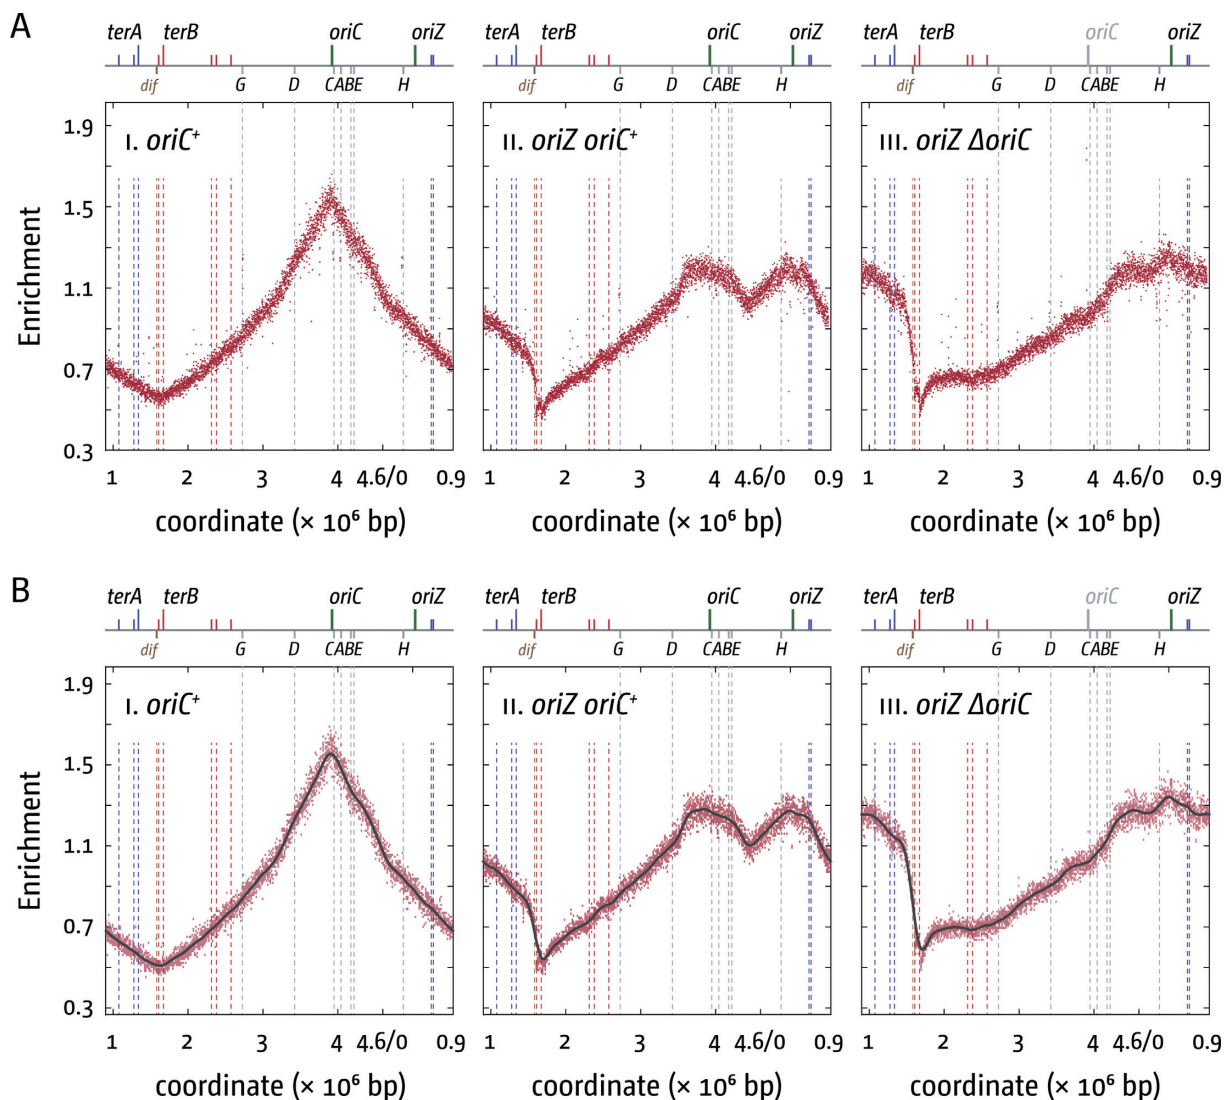 A
terA terB oriC oriZ
dif G D CABE H
terA terB oriC oriZ
dif G D CABE H
terA terB oriC oriZ
dif G D CABE H
Enrichment
1.9
1.5
1.1
0.7
0.3
I. oriC⁺
II. oriZ oriC⁺
III. oriZ ΔoriC
1 2 3 4 4.6/0 0.9
2 3 4 4.6/0 0.9
1 2 3 4 4.6/0 0.9
coordinate (× 10⁶ bp)
coordinate (× 10⁶ bp)
coordinate (× 10⁶ bp)
B
terA terB oriC oriZ
dif G D CABE H
terA terB oriC oriZ
dif G D CABE H
terA terB oriC oriZ
dif G D CABE H
Enrichment
1.9
1.5
1.1
0.7
0.3
I. oriC⁺
II. oriZ oriC⁺
III. oriZ ΔoriC
1 2 3 4 4.6/0 0.9
1 2 3 4 4.6/0 0.9
1 2 3 4 4.6/0 0.9
coordinate (× 10⁶ bp)
coordinate (× 10⁶ bp)
coordinate (× 10⁶ bp)